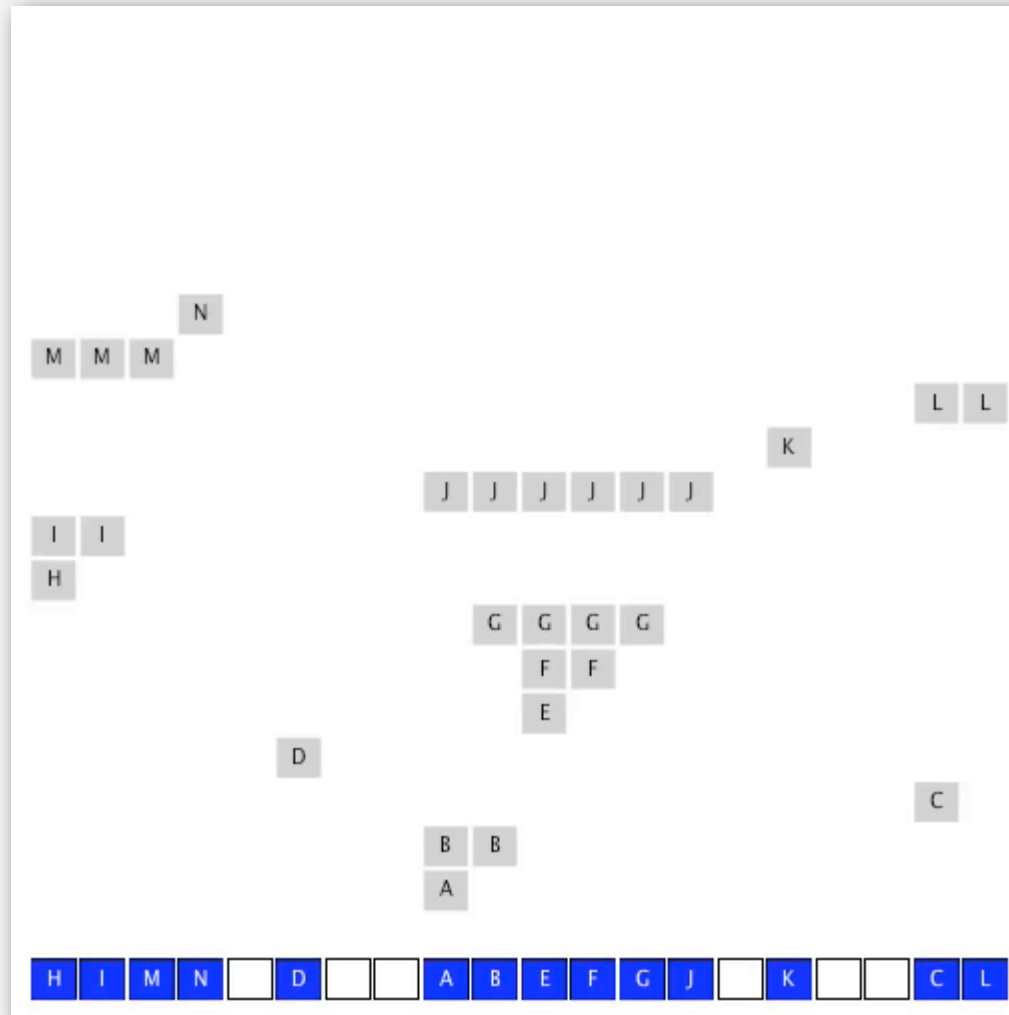 N
M M M
L L
K
J J J J J J
I I
H
G G G G
F F
E
D
C
B B
A
H I M N D A B E F G J K C L